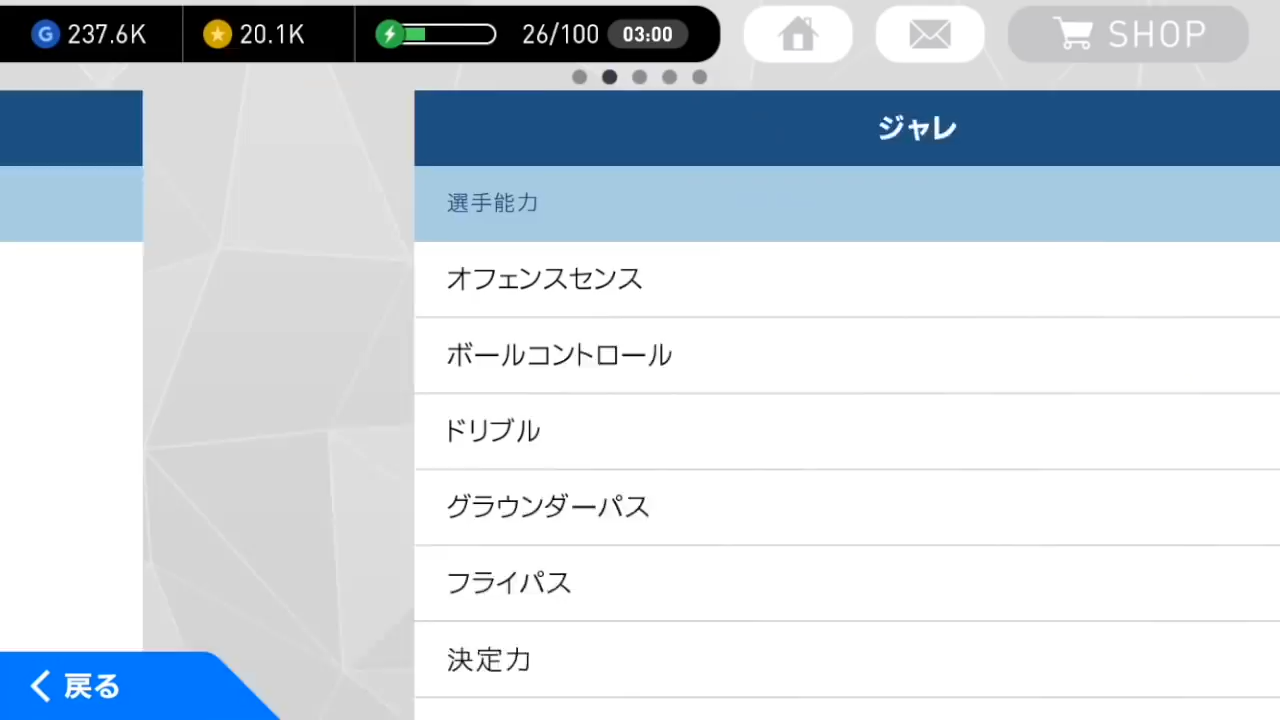 G 237.6K
20.1K
26/100 03:00
SHOP
ジャレ
選手能力
オフェンスセンス
ボールコントロール
ドリブル
グラウンダーパス
フライパス
決定力
戻る